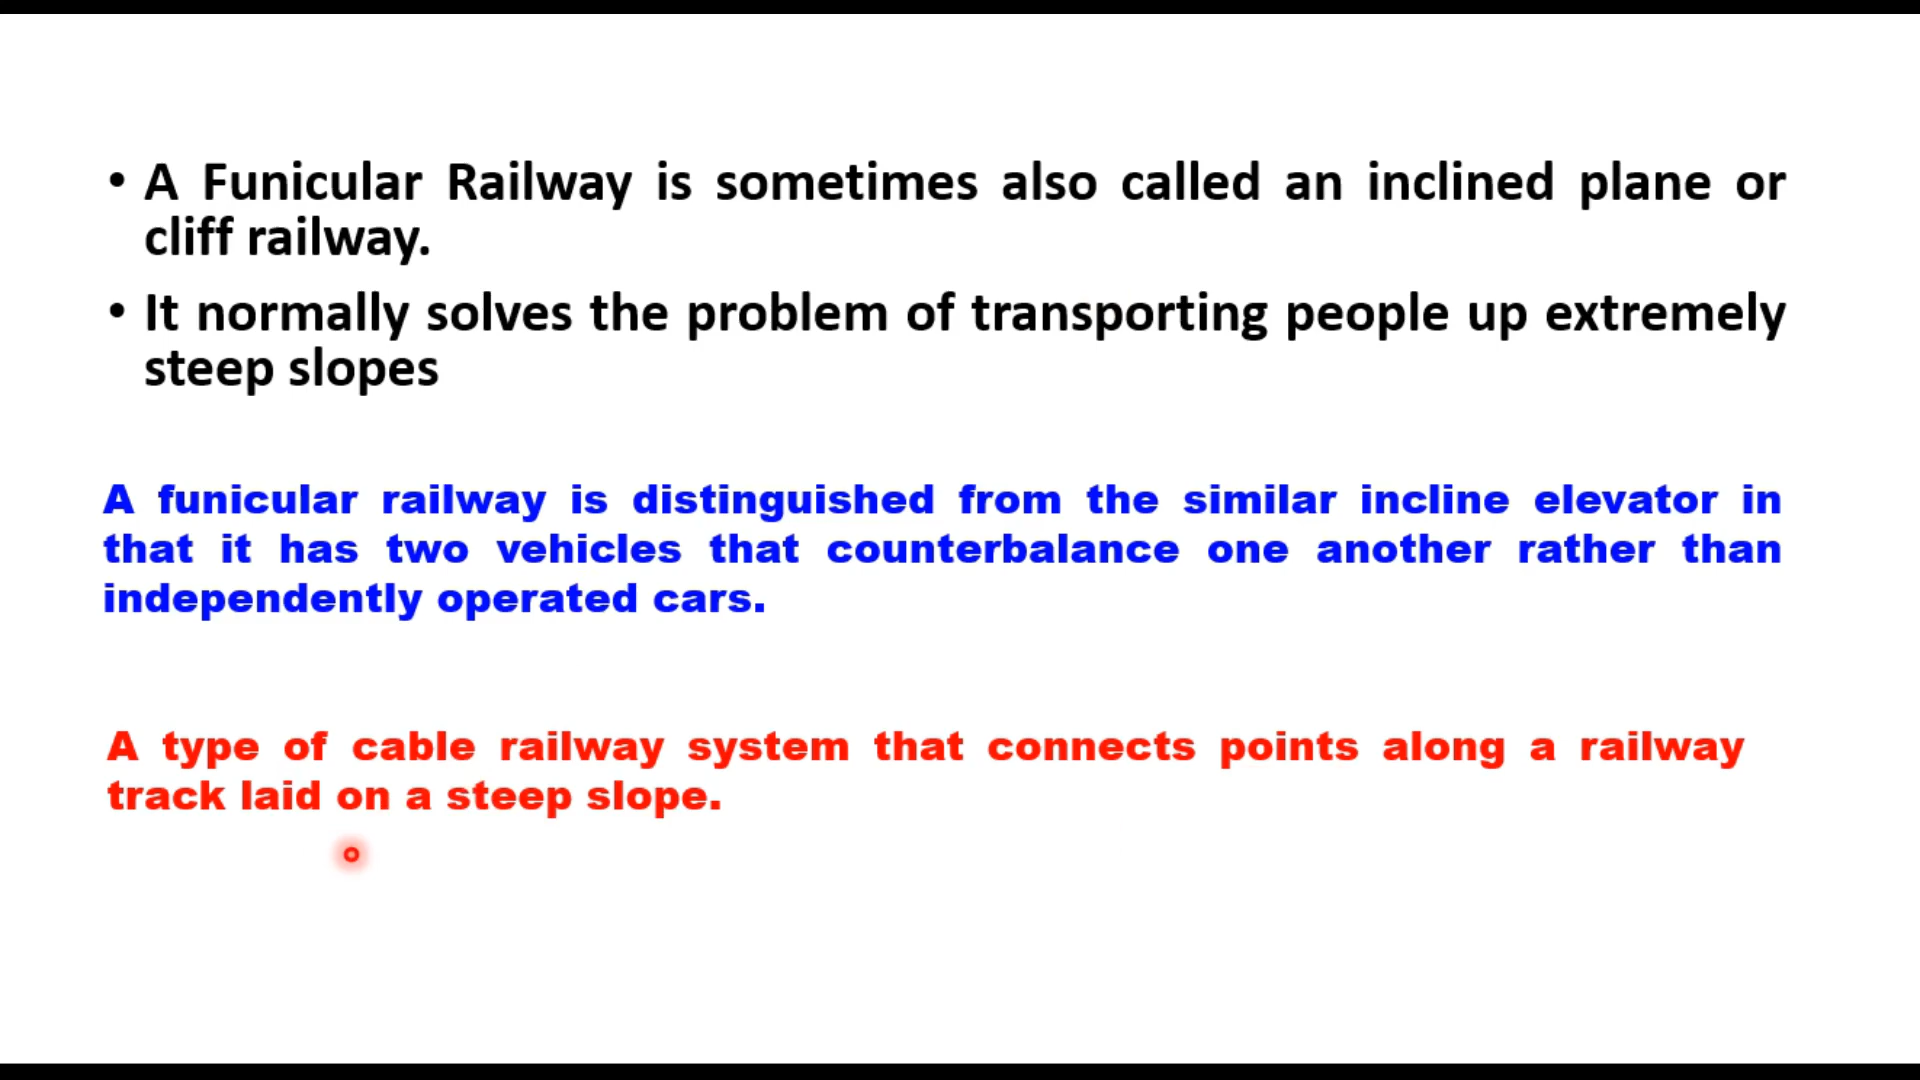 • A Funicular Railway is sometimes also called an inclined plane or
cliff railway.
• It normally solves the problem of transporting people up extremely
steep slopes
A funicular railway is distinguished from the similar incline elevator in
that it has two vehicles that counterbalance one another rather than
independently operated cars.
A type of cable railway system that connects points along a railway
track laid on a steep slope.